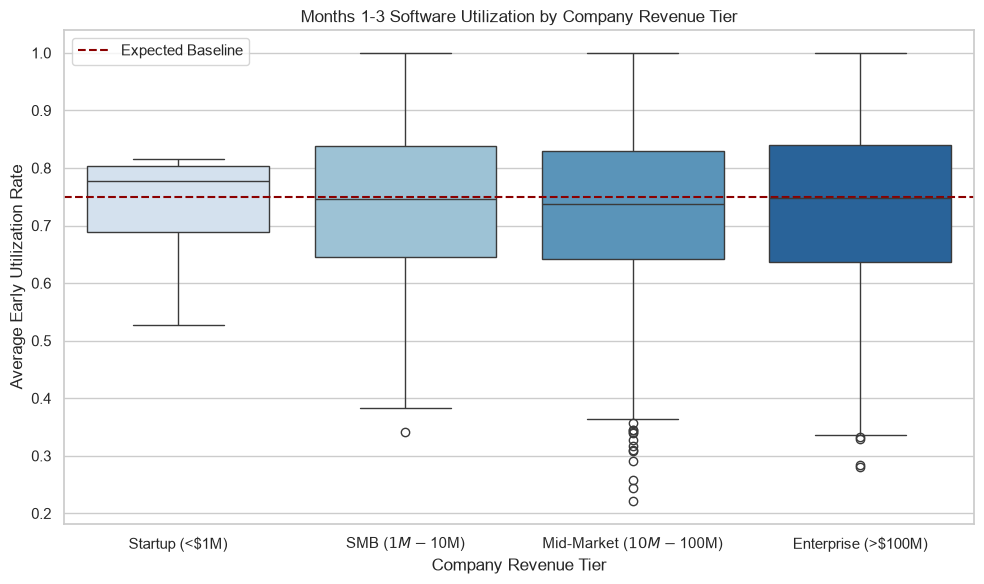 Months 1-3 Software Utilization by Company Revenue Tier
Expected Baseline
Average Early Utilization Rate
1.0
0.9
0.8
0.7
0.6
0.5
0.4
0.3
0.2
Startup (<$1M)
SMB (1M − 10M)
Mid-Market (10M − 100M)
Enterprise (>$100M)
Company Revenue Tier